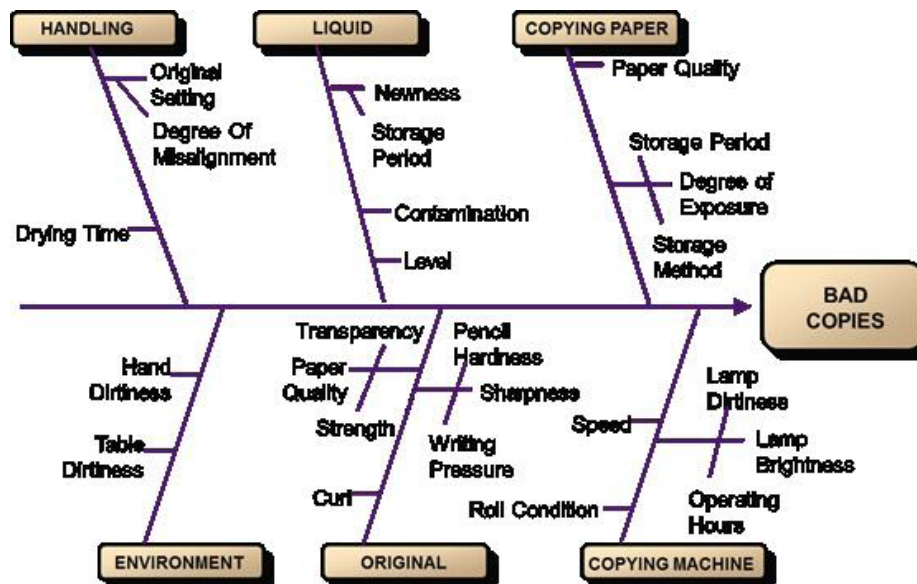 HANDLING
LIQUID
COPYING PAPER
Original
Setting
Degree Of
Misalignment
Drying Time
Newness
Storage
Period
Contamination
Level
Paper Quality
Storage Period
Degree of
Exposure
Storage
Method
BAD
COPIES
Hand
Dirtiness
Table
Dirtiness
Transparency
Paper
Quality
Strength
Curl
Pencil
Hardness
Sharpness
Writing
Pressure
Speed
Roll Condition
Lamp
Dirtiness
Lamp
Brightness
Operating
Hours
ENVIRONMENT
ORIGINAL
COPYING MACHINE